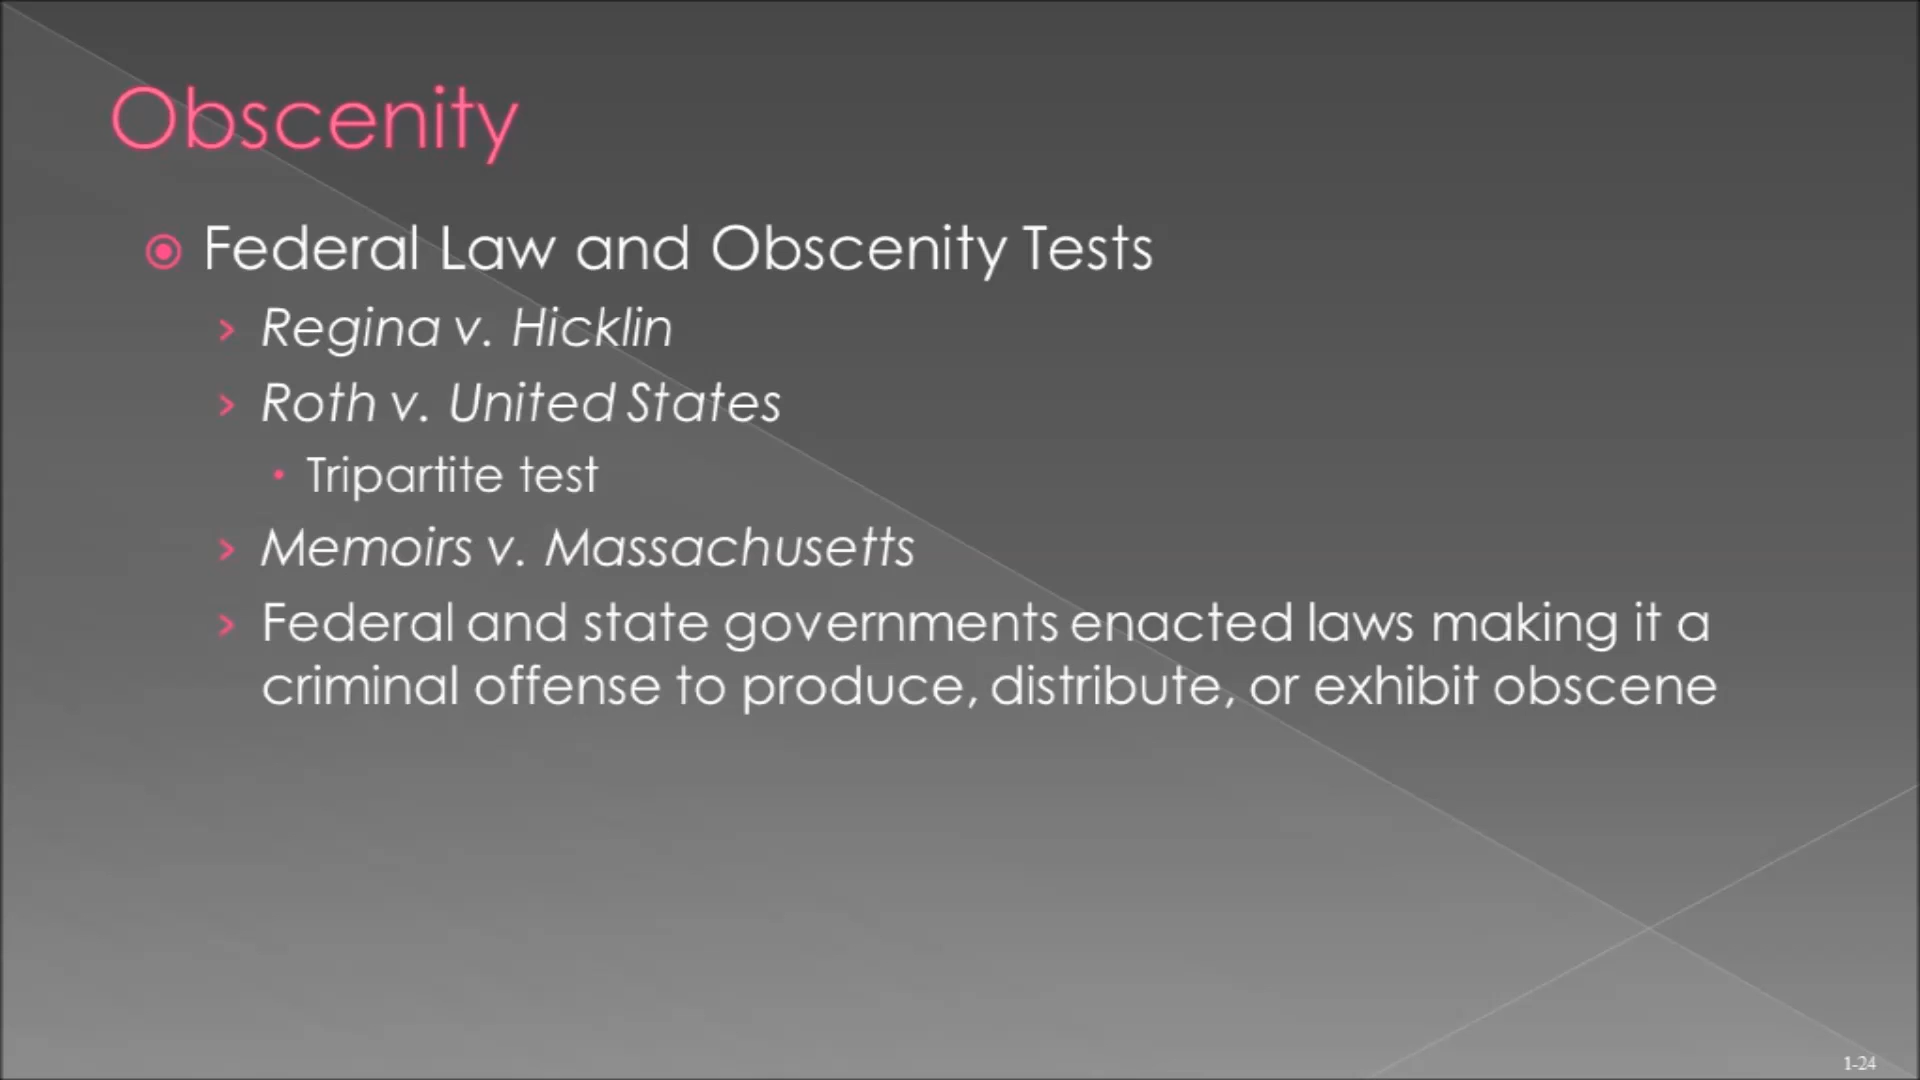 Obscenity
Federal Law and Obscenity Tests
Regina v. Hicklin
Roth v. United States
Tripartite test
Memoirs v. Massachusetts
Federal and state governments enacted laws making it a
criminal offense to produce, distribute, or exhibit obscene
1-24